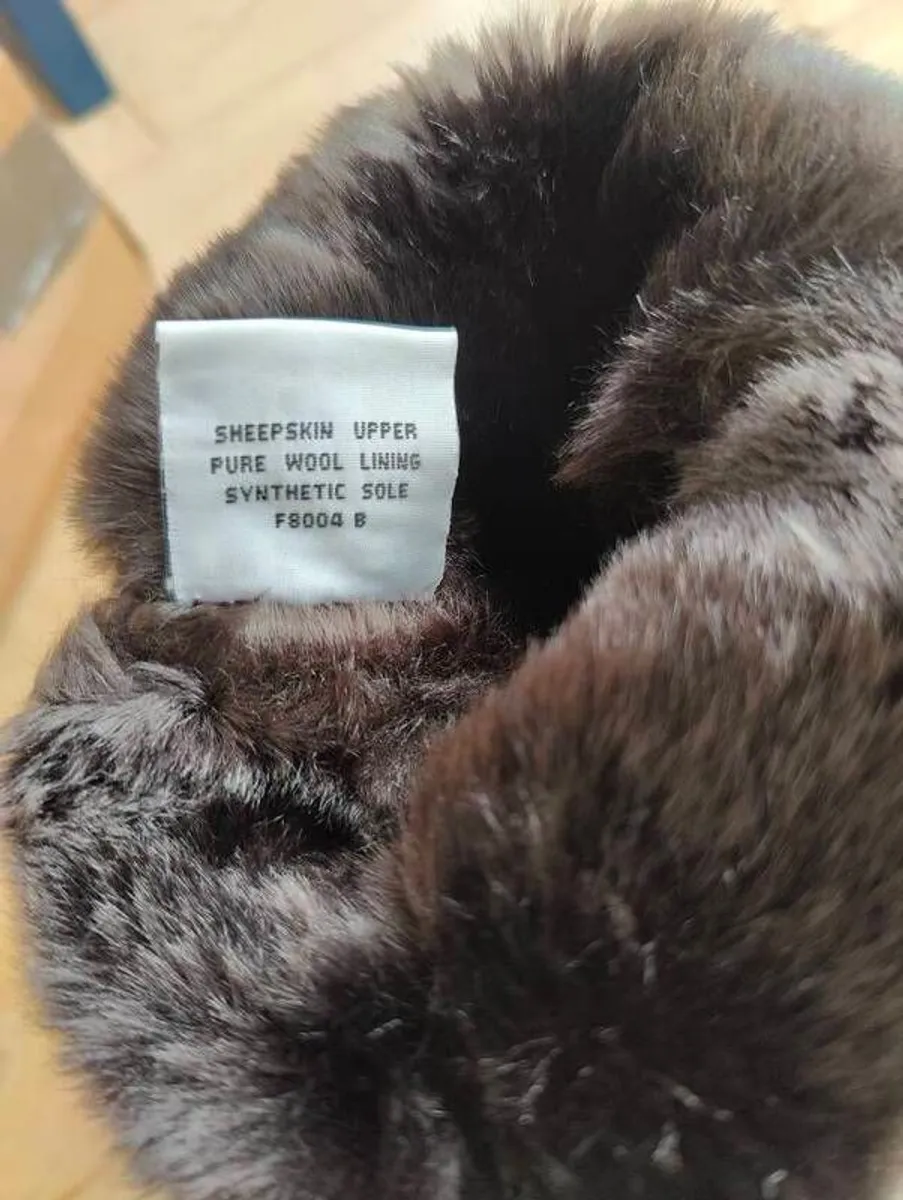 SHEEPSKIN UPPER
PURE WOOL LINING
SYNTHETIC SOLE
F8004 B